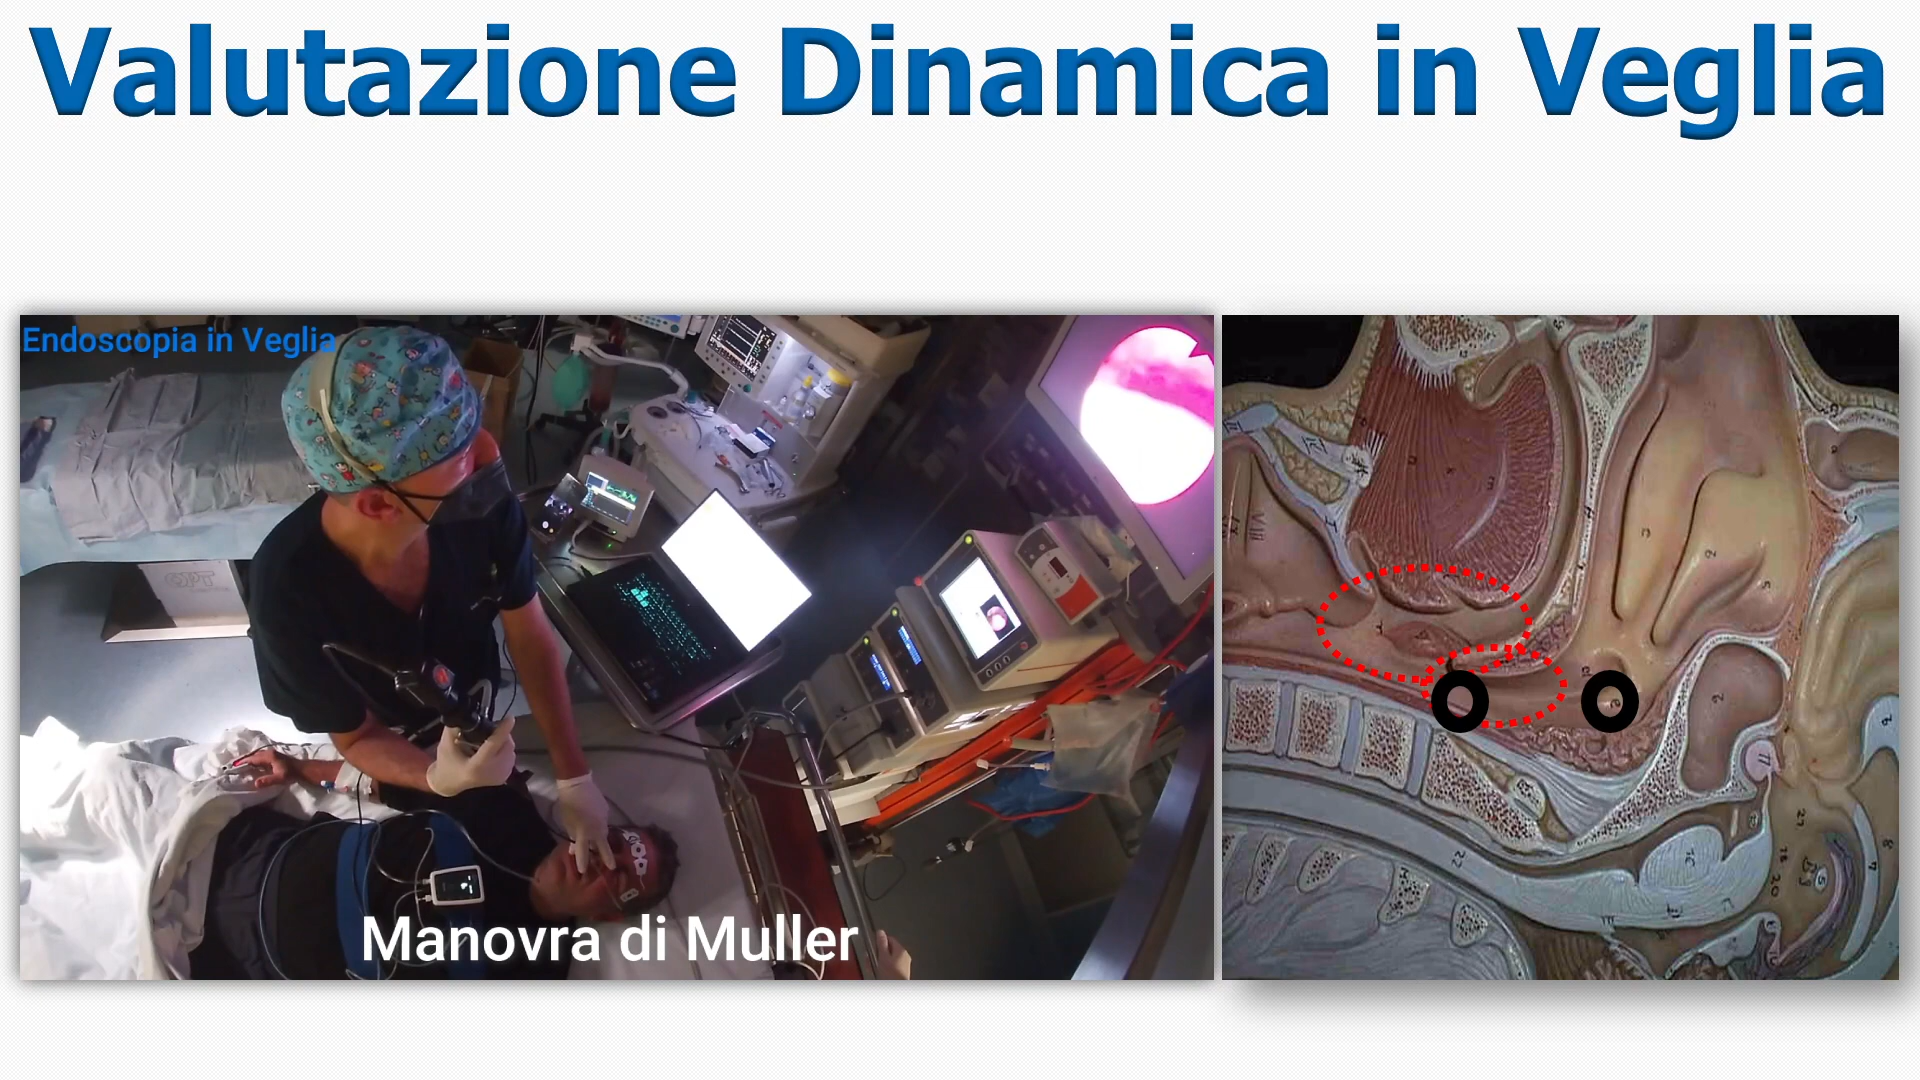 Valutazione Dinamica in Veglia
Endoscopia in Veglia
Manovra di Muller